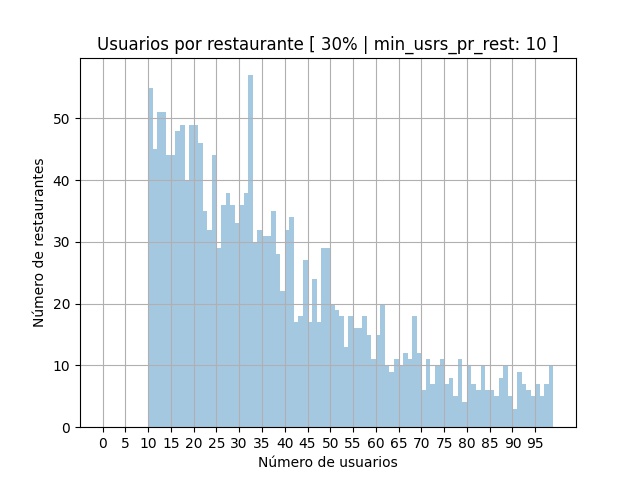 Usuarios por restaurante [ 30% | min_usrs_pr_rest: 10 ]
Número de restaurantes
50
40
30
20
10
0
0 5 10 15 20 25 30 35 40 45 50 55 60 65 70 75 80 85 90 95
Número de usuarios